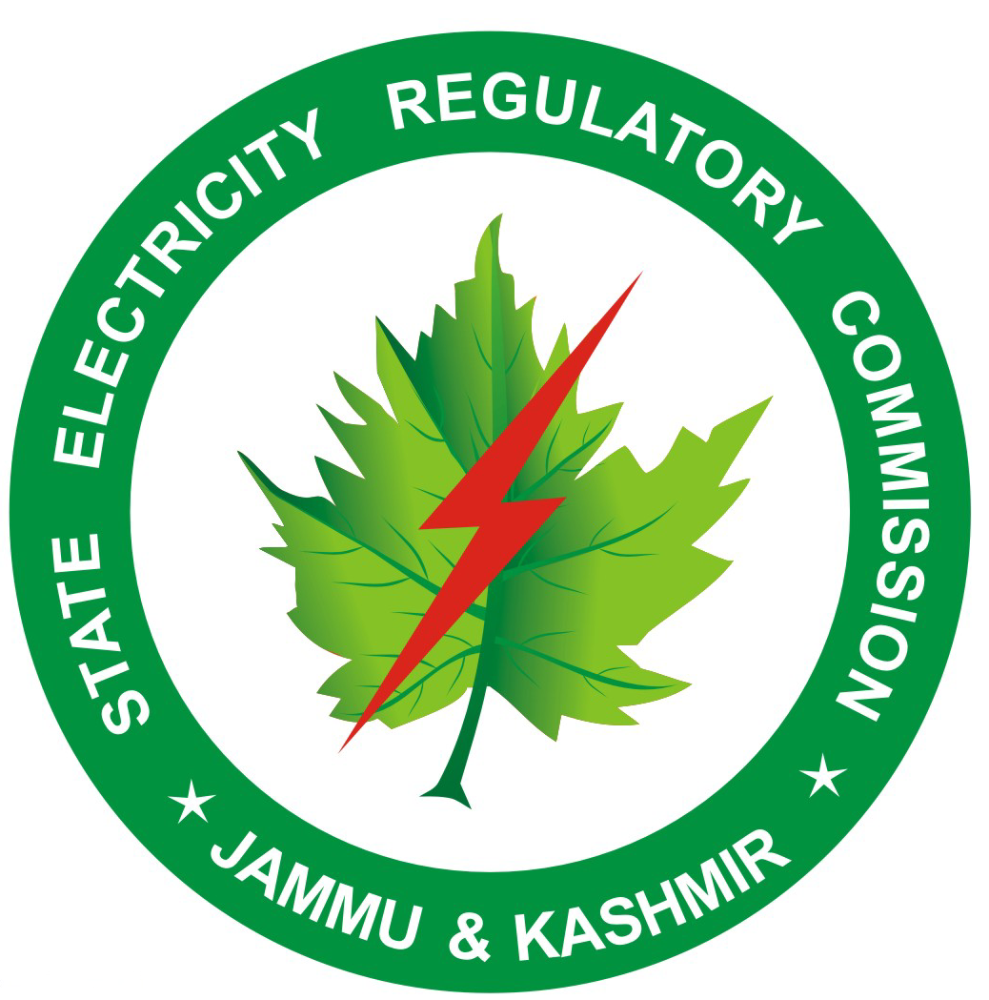 STATE ELECTRICITY REGULATORY COMMISSION
JAMMU & KASHMIR